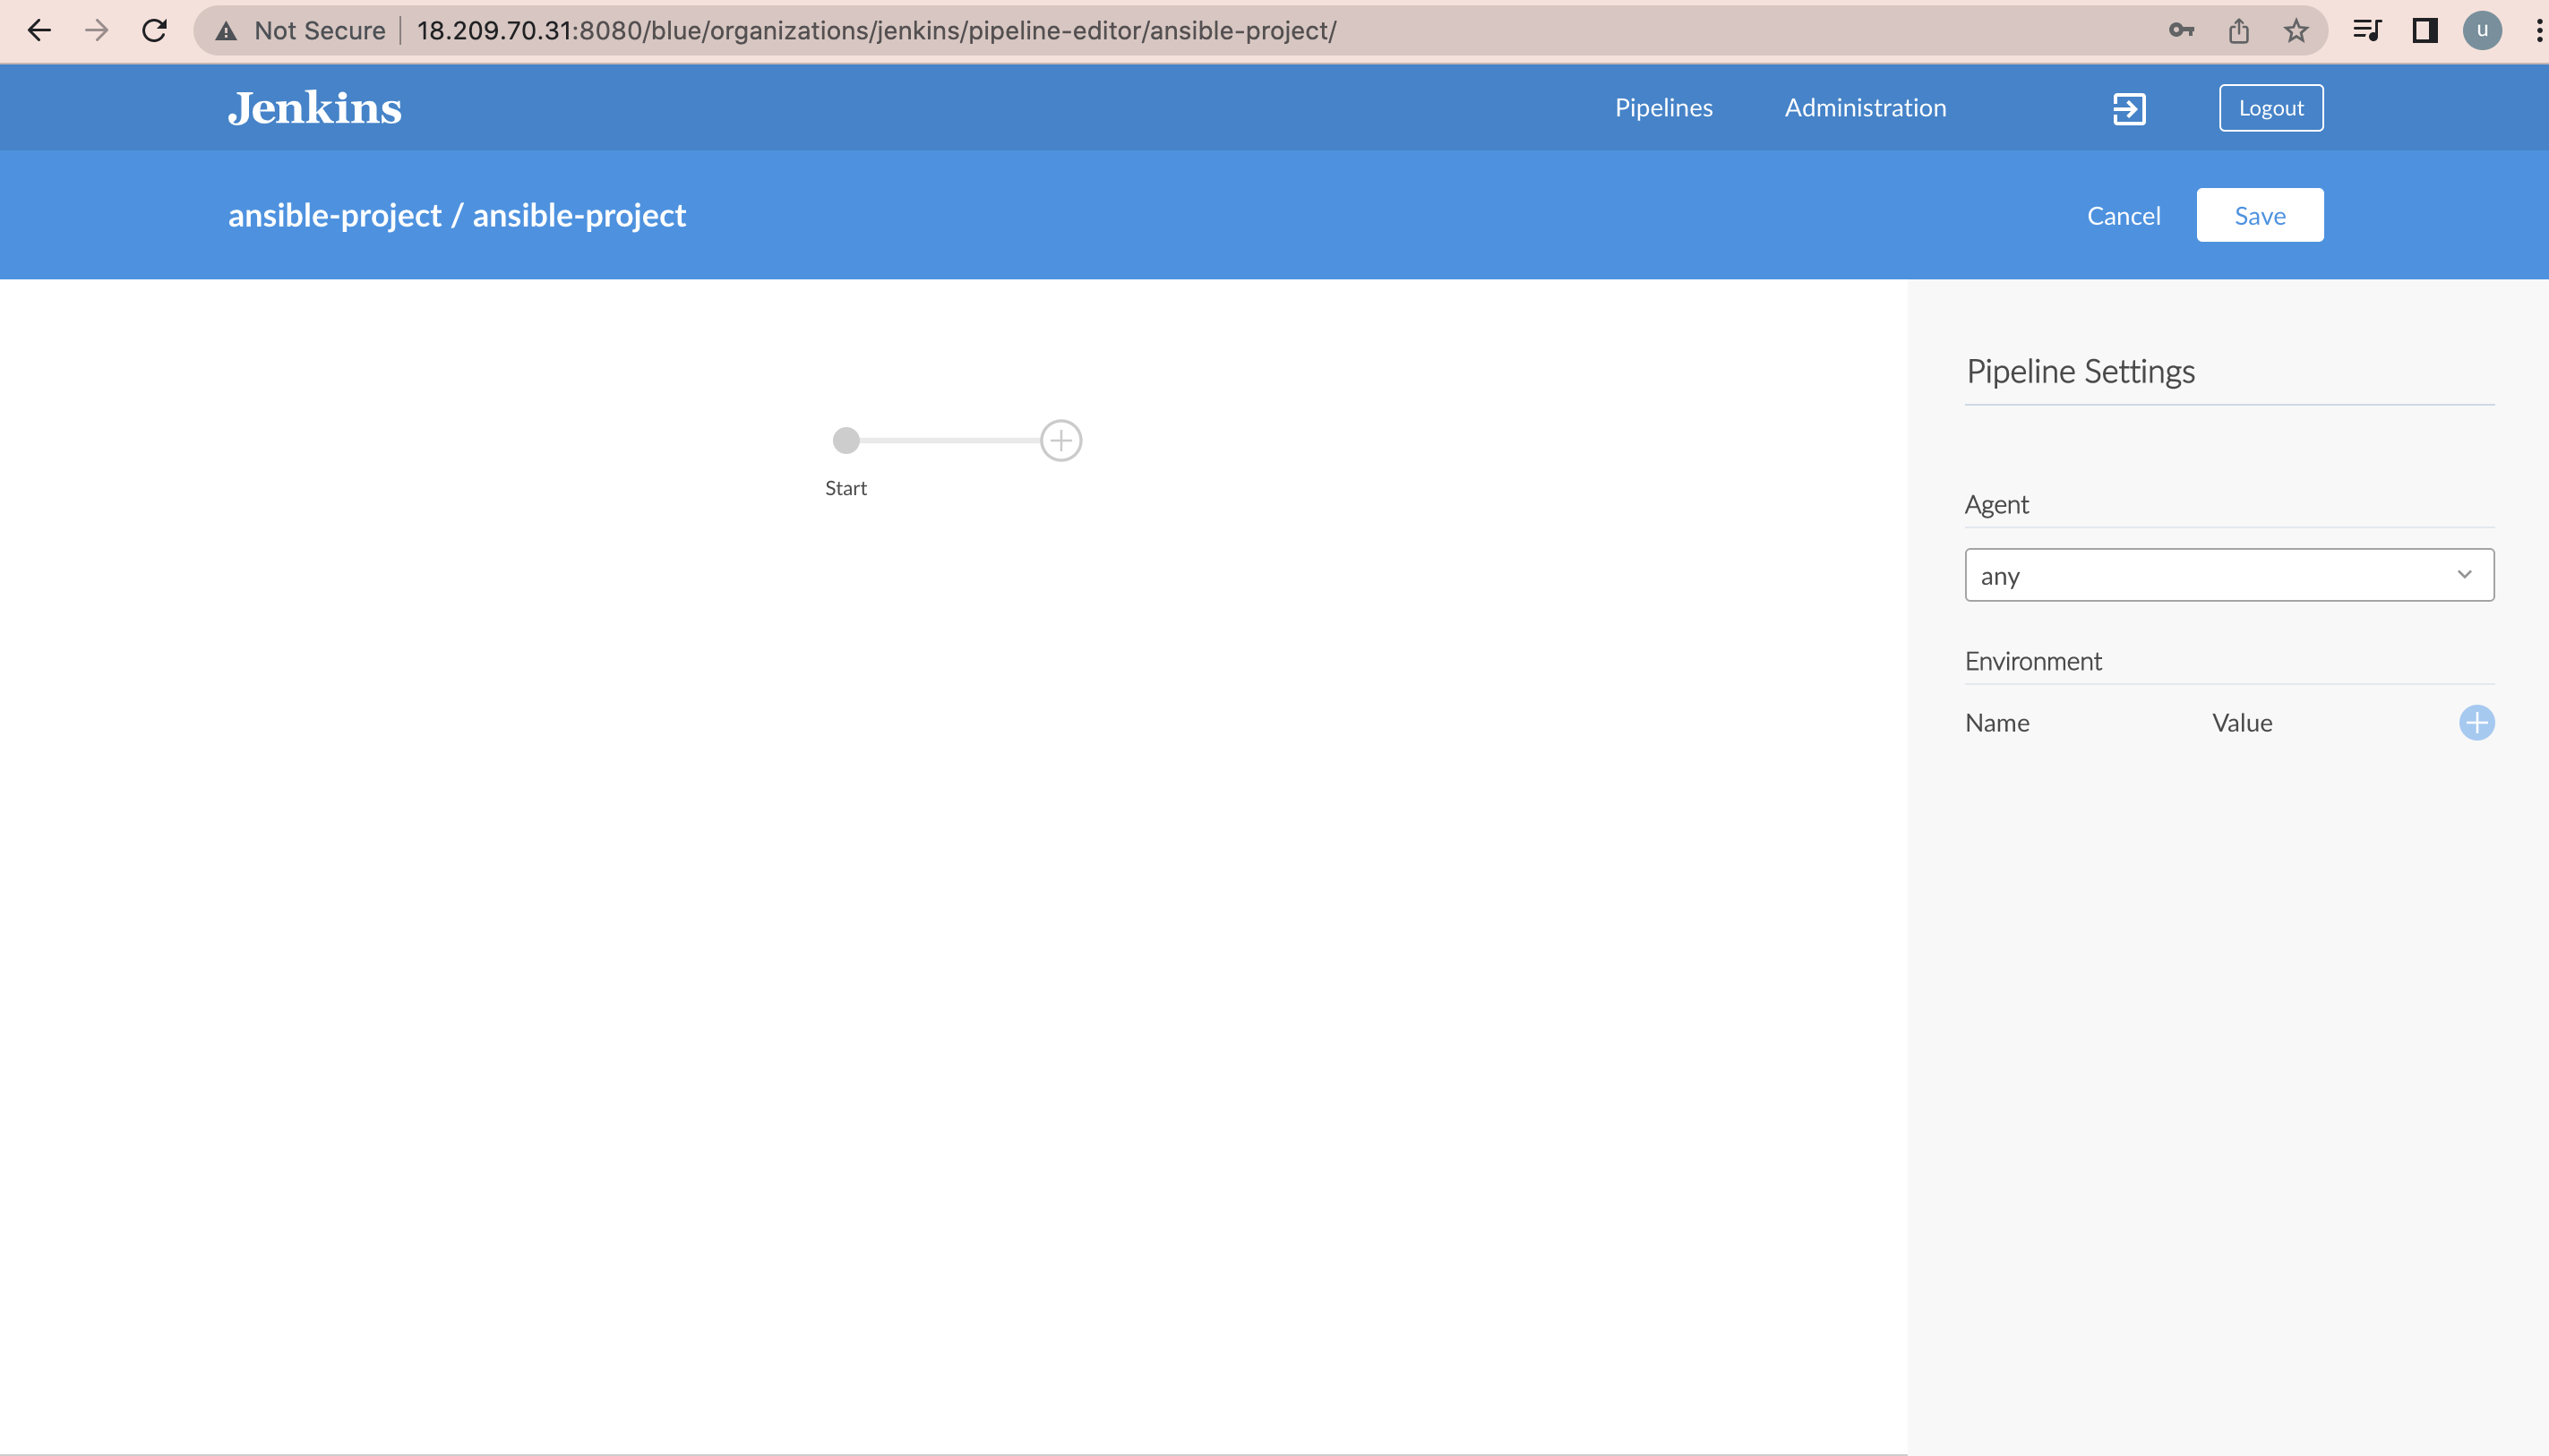 Not Secure | 18.209.70.31:8080/blue/organizations/jenkins/pipeline-editor/ansible-project/
u
Jenkins
Pipelines
Administration
Logout
ansible-project / ansible-project
Cancel
Save
Start
Pipeline Settings
Agent
any
Environment
Name Value